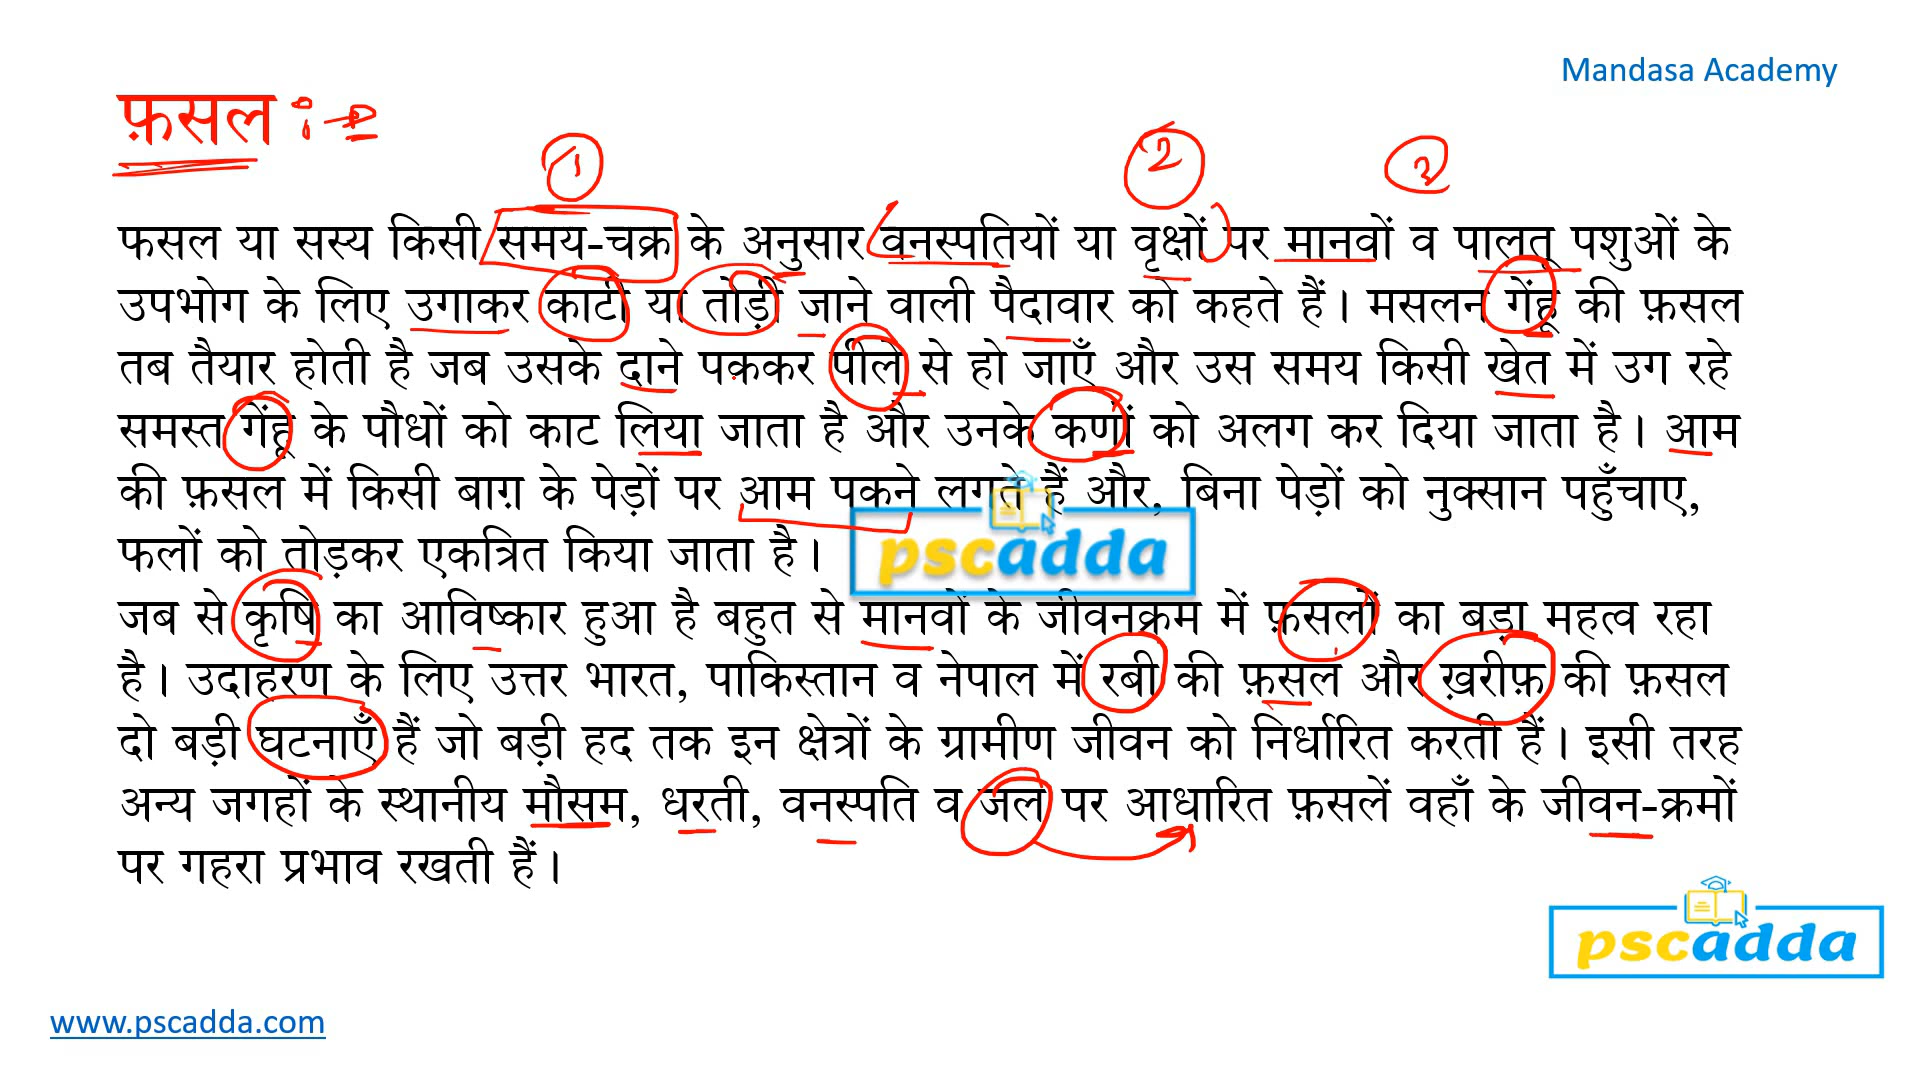 Mandasa Academy
फ़सल :→
1 2 3
फसल या सस्य किसी समय-चक्र के अनुसार वनस्पतियों या वृक्षों पर मानवों व पालतू पशुओं के
उपभोग के लिए उगाकर काटी या तोड़ी जाने वाली पैदावार को कहते हैं। मसलन गेंहू की फ़सल
तब तैयार होती है जब उसके दाने पककर पीले से हो जाएँ और उस समय किसी खेत में उग रहे
समस्त गेंहू के पौधों को काट लिया जाता है और उनके कणों को अलग कर दिया जाता है। आम
की फ़सल में किसी बाग़ के पेड़ों पर आम पकने लगते हैं और, बिना पेड़ों को नुक्सान पहुँचाए,
फलों को तोड़कर एकत्रित किया जाता है।
pscadda
जब से कृषि का आविष्कार हुआ है बहुत से मानवों के जीवनक्रम में फ़सलों का बड़ा महत्व रहा
है। उदाहरण के लिए उत्तर भारत, पाकिस्तान व नेपाल में रबी की फ़सल और ख़रीफ़ की फ़सल
दो बड़ी घटनाएँ हैं जो बड़ी हद तक इन क्षेत्रों के ग्रामीण जीवन को निर्धारित करती हैं। इसी तरह
अन्य जगहों के स्थानीय मौसम, धरती, वनस्पति व जल पर आधारित फ़सलें वहाँ के जीवन-क्रमों
पर गहरा प्रभाव रखती हैं।
pscadda
www.pscadda.com